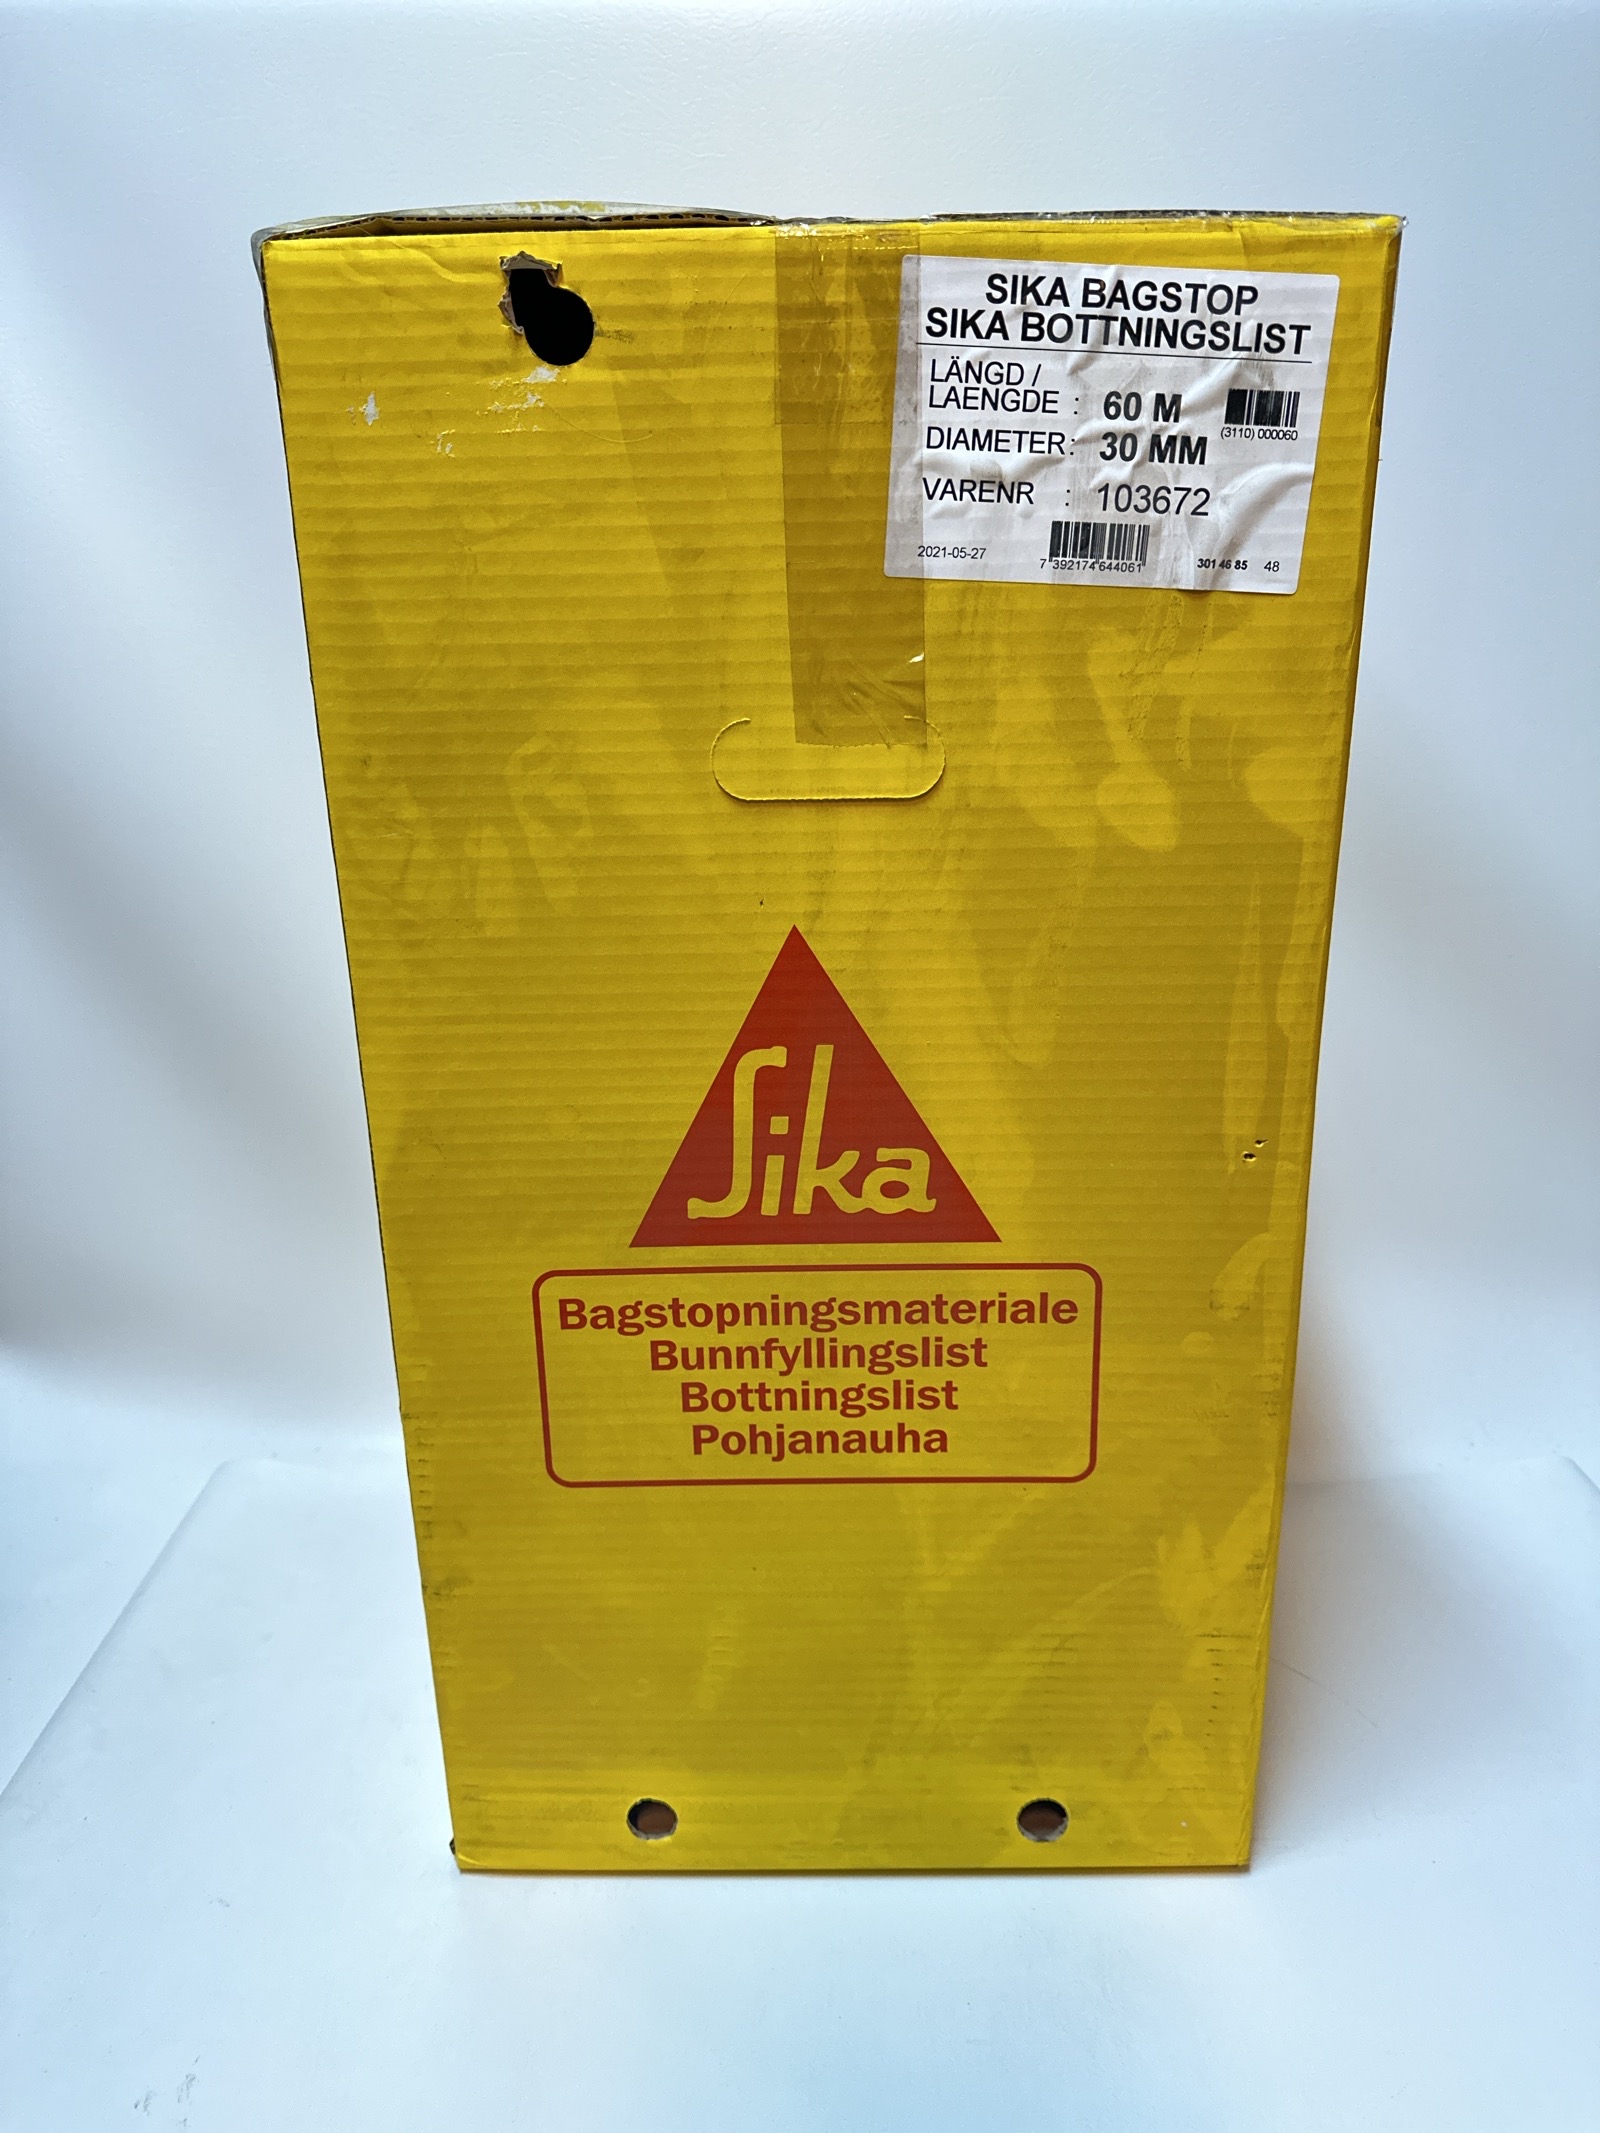 SIKA BAGSTOP
SIKA BOTTNINGSLIST
LÄNGD /
LAENGDE : 60 M
(3110) 000060
DIAMETER: 30 MM
VARENR : 103672
2021-05-27
7 392174 644061
301 46 85 48
Sika
Bagstopningsmateriale
Bunnfyllingslist
Bottningslist
Pohjanauha